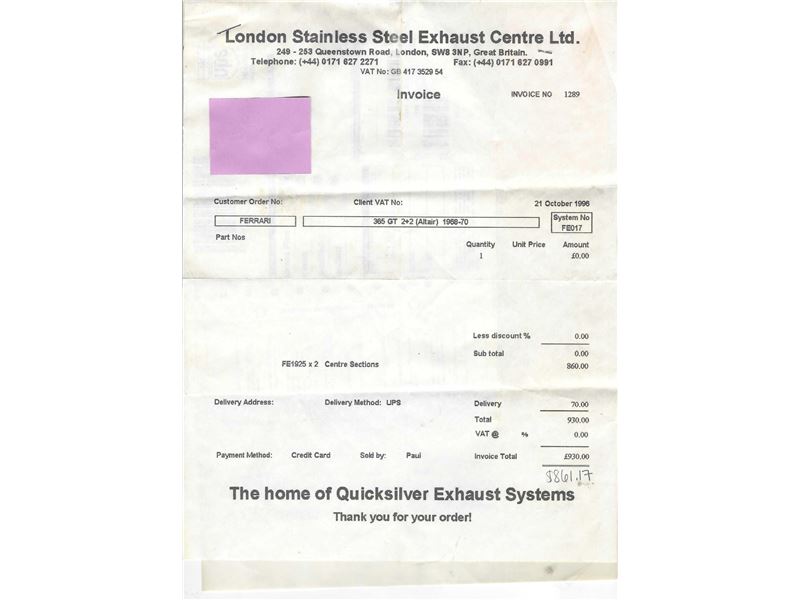 London Stainless Steel Exhaust Centre Ltd.
249 - 253 Queenstown Road, London, SW8 3NP, Great Britain.
Telephone: (+44) 0171 627 2271 Fax: (+44) 0171 627 0991
VAT No: GB 417 3529 54
Invoice INVOICE NO 1289
Customer Order No: Client VAT No: 21 October 1996
FERRARI 365 GT 2+2 (Altair) 1968-70 System No
FE017
Part Nos
Quantity Unit Price Amount
1 £0.00
Less discount % 0.00
Sub total 0.00
FE1925 x 2 Centre Sections 860.00
Delivery Address: Delivery Method: UPS Delivery 70.00
Total 930.00
VAT @ % 0.00
Payment Method: Credit Card Sold by: Paul Invoice Total £930.00
$861.17
The home of Quicksilver Exhaust Systems
Thank you for your order!